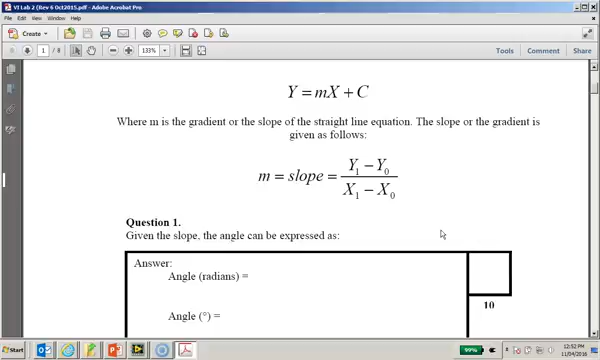 VI Lab 2 (Rev 6 Oct2015).pdf - Adobe Acrobat Pro
File Edit View Window Help
Create
1 / 8
133%
Tools Comment Share
Y = mX + C
Where m is the gradient or the slope of the straight line equation. The slope or the gradient is
given as follows:
m = slope = (Y₁ − Y₀) / (X₁ − X₀)
Question 1.
Given the slope, the angle can be expressed as:
Answer:
Angle (radians) =
10
Angle (°) =
Start
99%
12:52 PM
11/04/2016